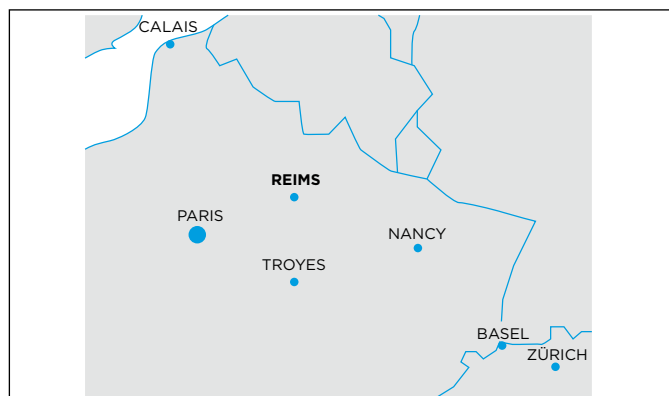 CALAIS
REIMS
PARIS
NANCY
TROYES
BASEL
ZÜRICH